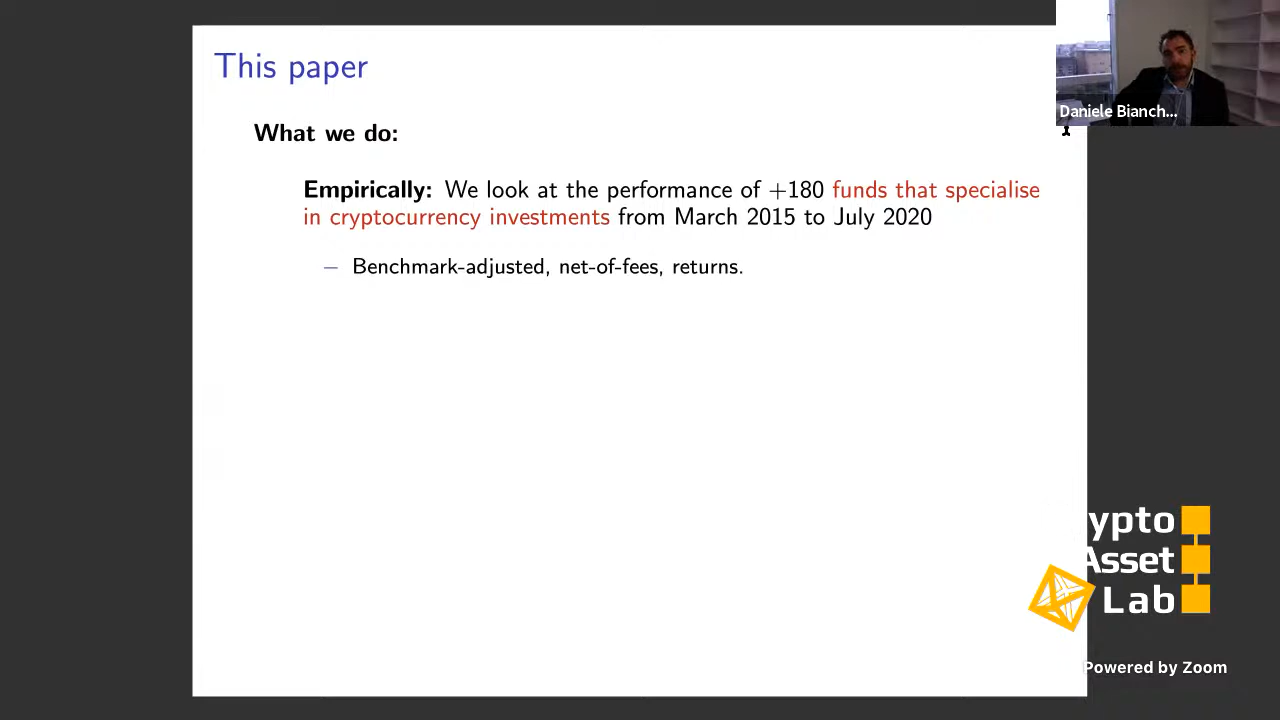 This paper
What we do:
Empirically: We look at the performance of +180 funds that specialise
in cryptocurrency investments from March 2015 to July 2020
– Benchmark-adjusted, net-of-fees, returns.
Daniele Bianch...
ypto
Asset
Lab
Powered by Zoom